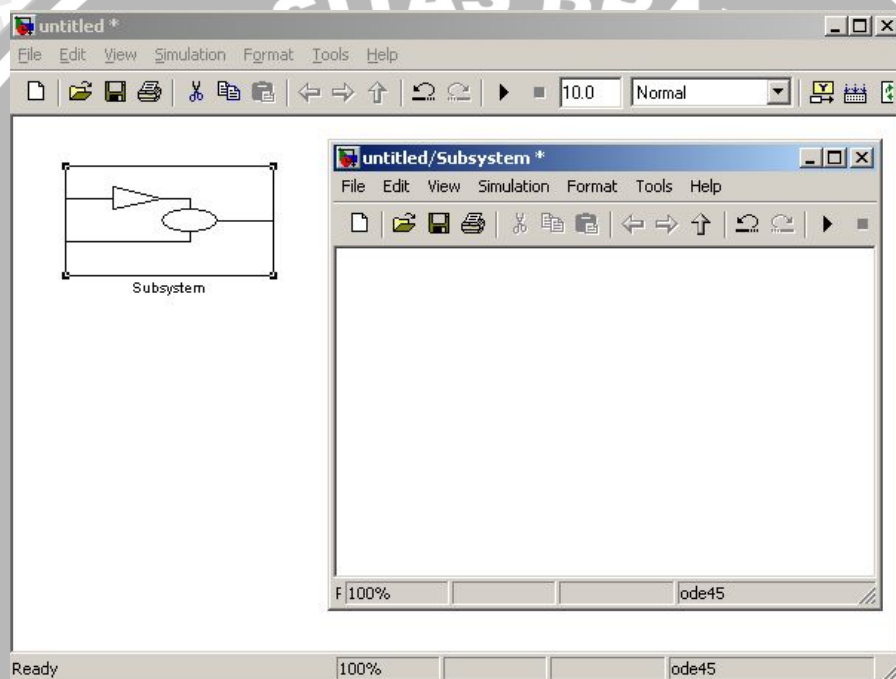 untitled *
File Edit View Simulation Format Tools Help
10.0 Normal
Subsystem
untitled/Subsystem *
File Edit View Simulation Format Tools Help
100% ode45
Ready 100% ode45